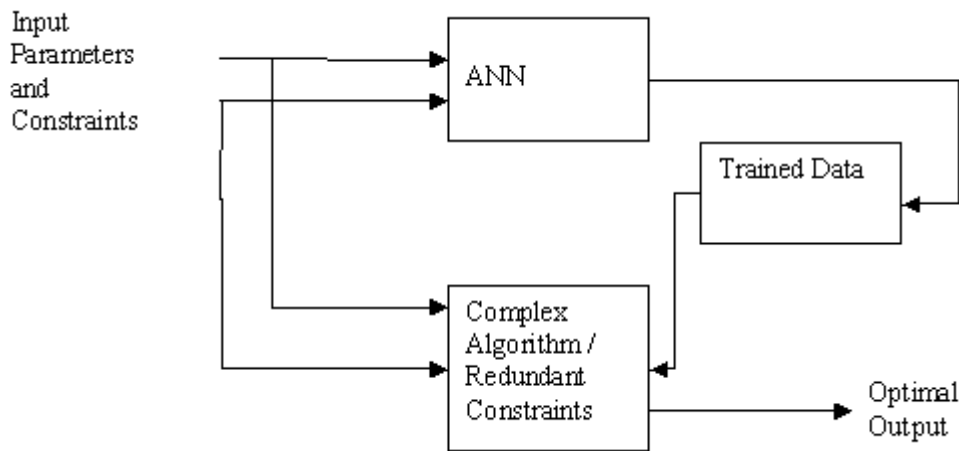 Input
Parameters
and
Constraints
ANN
Trained Data
Complex
Algorithm /
Redundant
Constraints
Optimal
Output